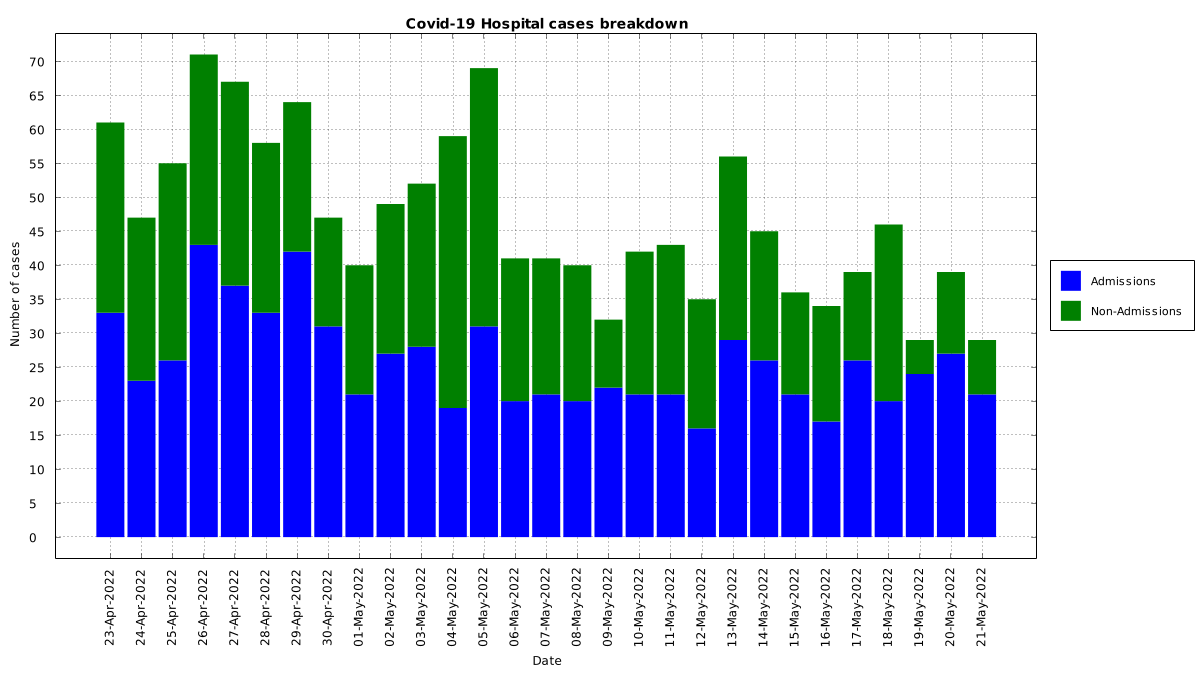 Covid-19 Hospital cases breakdown
70
65
60
55
50
45
40
35
30
25
20
15
10
5
0
Number of cases
23-Apr-2022
24-Apr-2022
25-Apr-2022
26-Apr-2022
27-Apr-2022
28-Apr-2022
29-Apr-2022
30-Apr-2022
01-May-2022
02-May-2022
03-May-2022
04-May-2022
05-May-2022
06-May-2022
07-May-2022
08-May-2022
09-May-2022
10-May-2022
11-May-2022
12-May-2022
13-May-2022
14-May-2022
15-May-2022
16-May-2022
17-May-2022
18-May-2022
19-May-2022
20-May-2022
21-May-2022
Date
Admissions
Non-Admissions